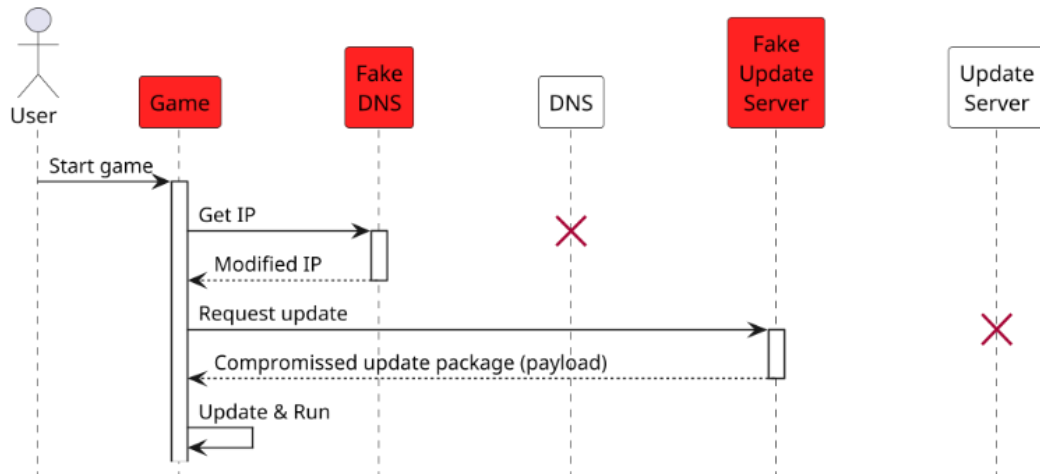 User
Game
Fake
DNS
DNS
Fake
Update
Server
Update
Server
Start game
Get IP
Modified IP
Request update
Compromissed update package (payload)
Update & Run